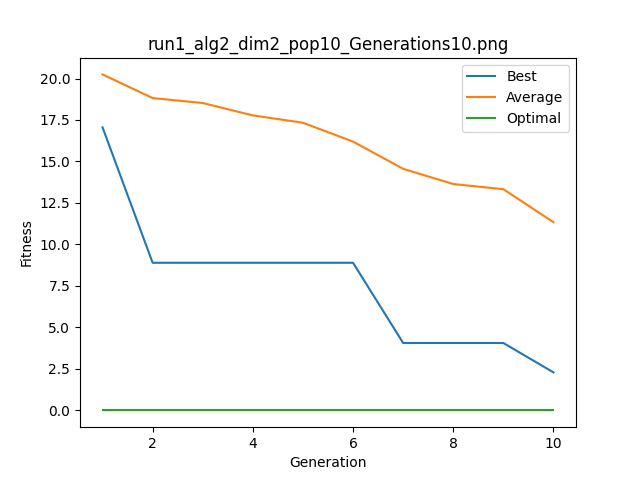 run1_alg2_dim2_pop10_Generations10.png
Best
Average
Optimal
Fitness
20.0
17.5
15.0
12.5
10.0
7.5
5.0
2.5
0.0
2 4 6 8 10
Generation